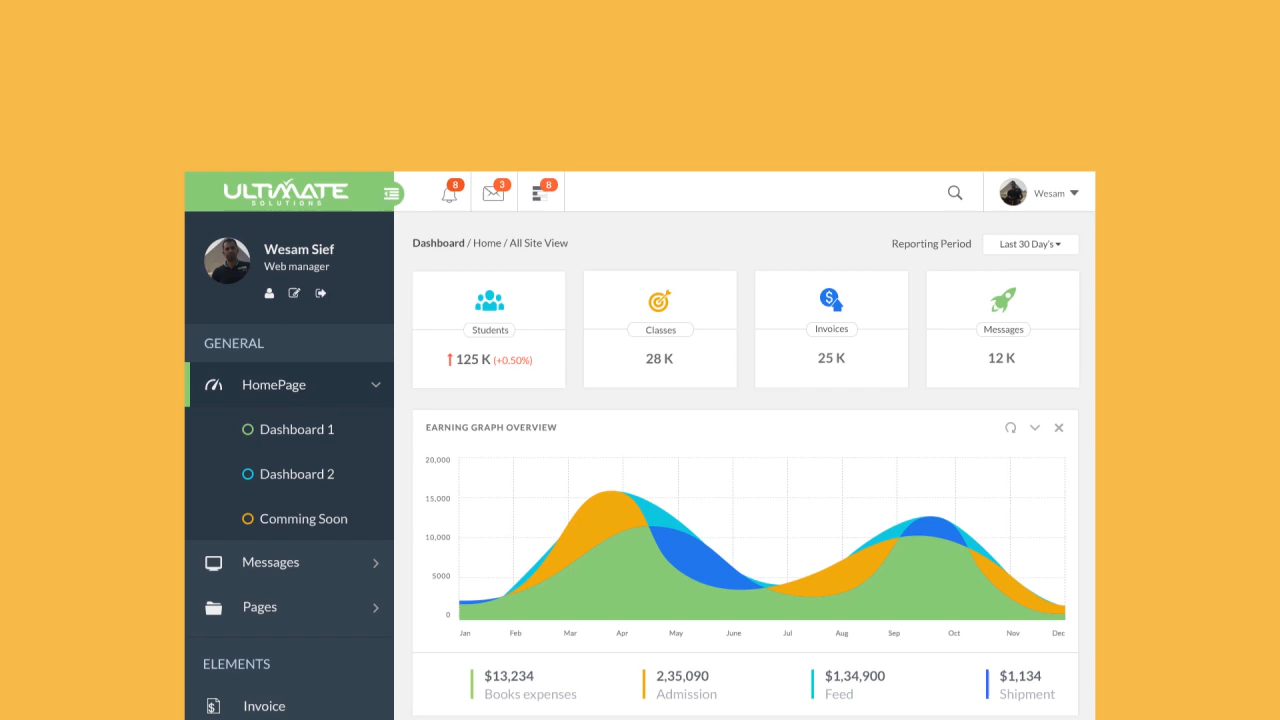 ULTIMATE
SOLUTIONS
8
3
8
Wesam
Wesam Sief
Web manager
GENERAL
HomePage
Dashboard 1
Dashboard 2
Comming Soon
Messages
Pages
ELEMENTS
Invoice
Dashboard / Home / All Site View
Reporting Period
Last 30 Day's
Students
125 K (+0.50%)
Classes
28 K
Invoices
25 K
Messages
12 K
EARNING GRAPH OVERVIEW
20,000
15,000
10,000
5000
0
Jan Feb Mar Apr May June Jul Aug Sep Oct Nov Dec
$13,234
Books expenses
2,35,090
Admission
$1,34,900
Feed
$1,134
Shipment